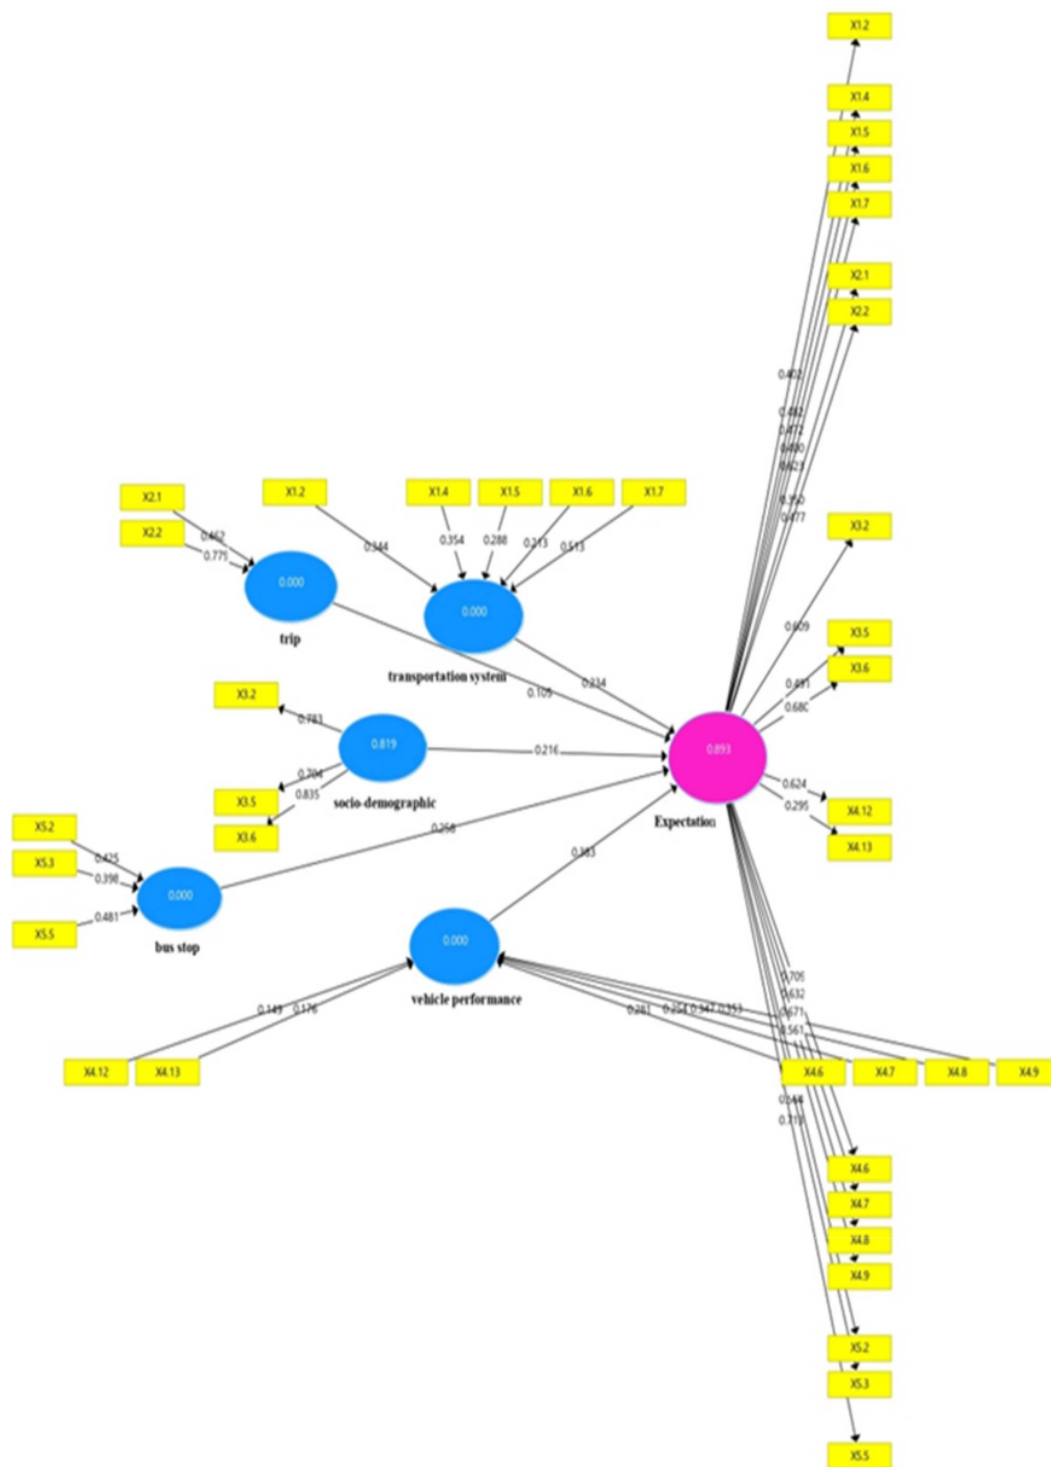 X1.2
X1.4
X1.5
X1.6
X1.7
X2.1
X2.2
0.402
0.482
0.472
0.623
0.350
0.477
X2.1
X2.2
0.462
0.775
0.000
trip
X1.2
X1.4
X1.5
X1.6
X1.7
0.344
0.354
0.288
0.213
0.513
0.000
transportation system
0.105
0.234
X3.2
X3.5
X3.6
0.609
0.491
0.680
X3.2
X3.5
X3.6
0.783
0.704
0.835
0.819
socio-demographic
0.216
0.893
Expectation
0.624
0.295
X4.12
X4.13
X5.2
X5.3
X5.5
0.425
0.398
0.481
0.000
bus stop
0.258
0.383
0.000
vehicle performance
0.149
0.176
X4.12
X4.13
0.281
0.254
0.347
0.353
X4.6
X4.7
X4.8
X4.9
0.705
0.632
0.671
0.561
0.713
X4.6
X4.7
X4.8
X4.9
X5.2
X5.3
X5.5